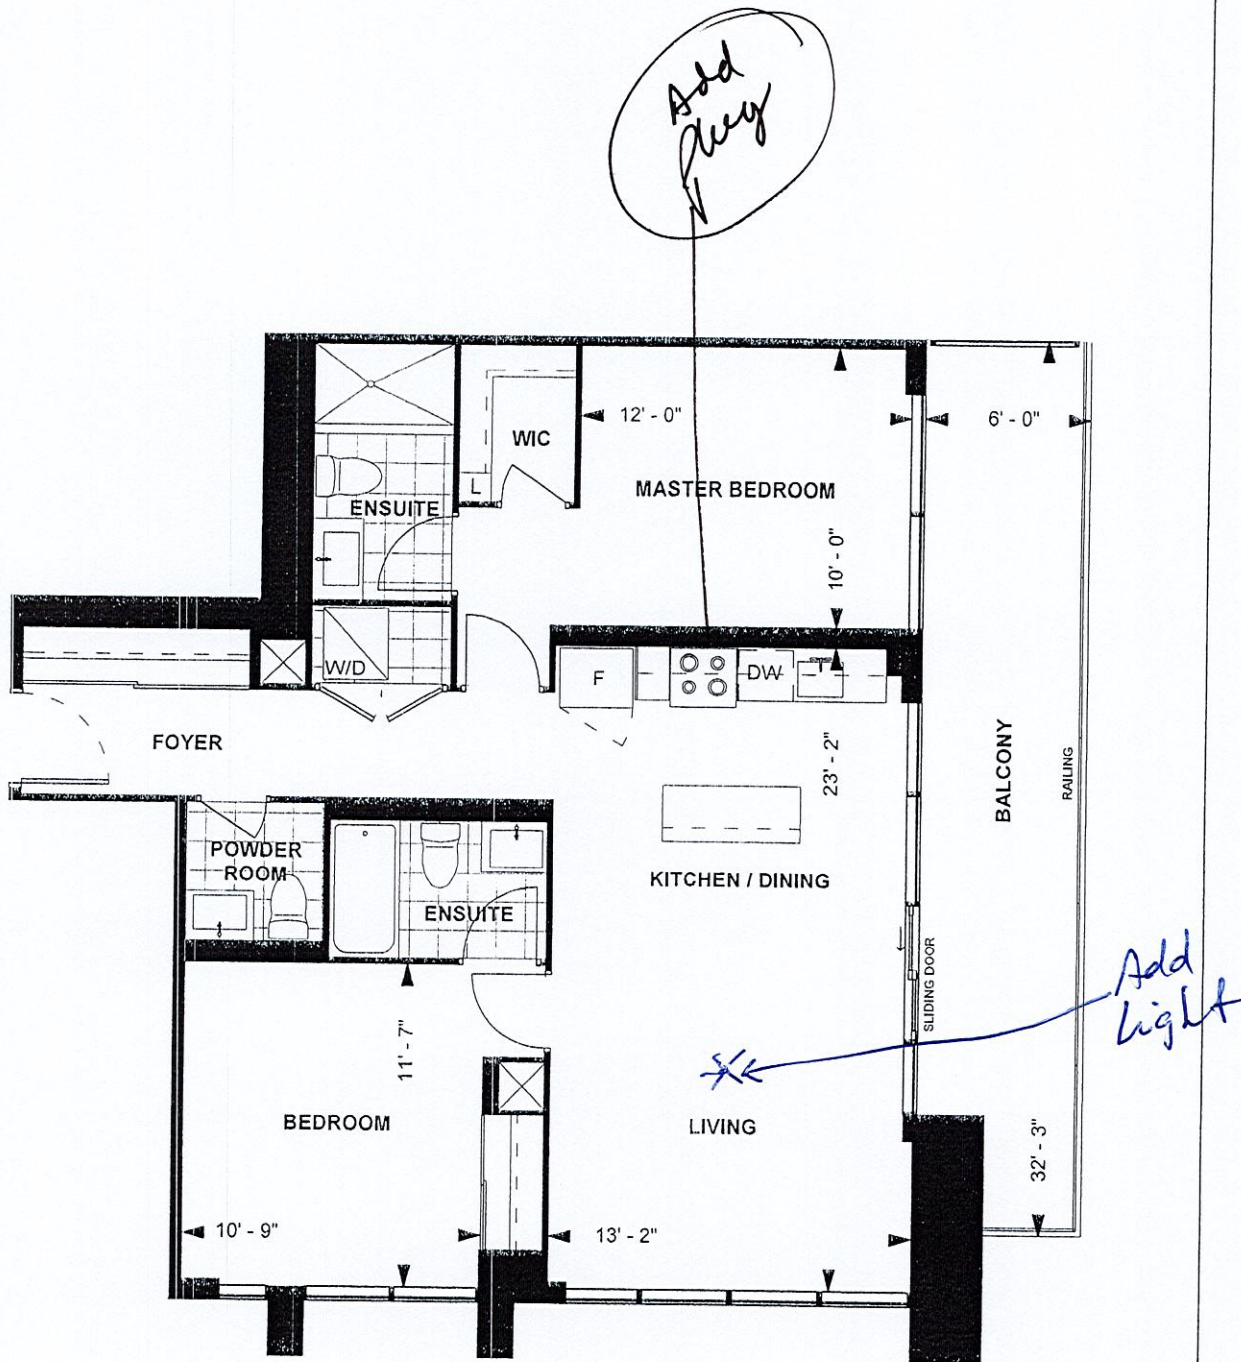 Add
Plug
12' - 0"
6' - 0"
WIC
MASTER BEDROOM
L
ENSUITE
10' - 0"
W/D
F
DW
FOYER
23' - 2"
BALCONY
RAILING
POWDER
ROOM
KITCHEN / DINING
ENSUITE
SLIDING DOOR
Add
Light
11' - 7"
BEDROOM
LIVING
32' - 3"
10' - 9"
13' - 2"